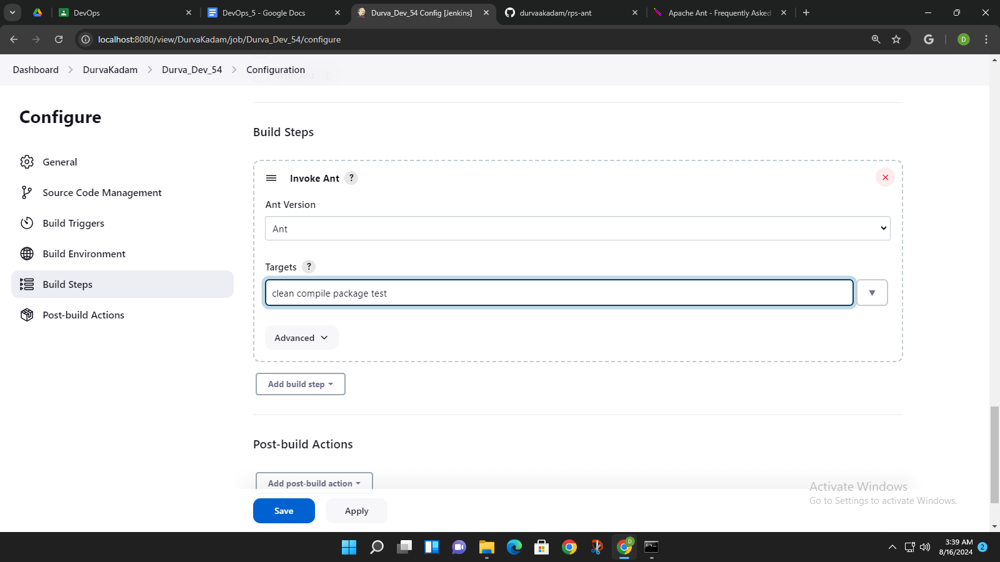 DevOps
DevOps_5 - Google Docs
Durva_Dev_54 Config [Jenkins]
durvaakadam/rps-ant
Apache Ant - Frequently Asked
localhost:8080/view/DurvaKadam/job/Durva_Dev_54/configure
G
D
Dashboard
DurvaKadam
Durva_Dev_54
Configuration
With Ant
Configure
General
Source Code Management
Build Triggers
Build Environment
Build Steps
Post-build Actions
Build Steps
Invoke Ant ?
Ant Version
Ant
Targets ?
clean compile package test
Advanced
Add build step
Post-build Actions
Add post-build action
Save
Apply
Activate Windows
Go to Settings to activate Windows.
D
3:39 AM
8/16/2024
2